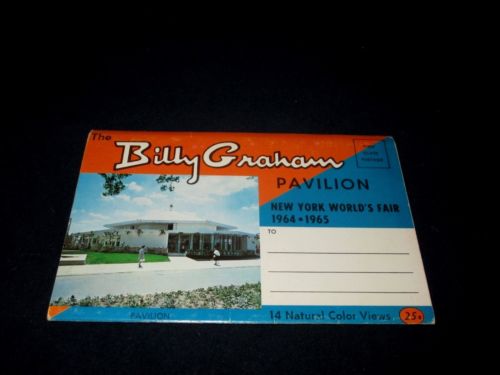 The
Billy Graham
PAVILION
NEW YORK WORLD'S FAIR
1964 • 1965
TO
PAVILION
14 Natural Color Views 25¢